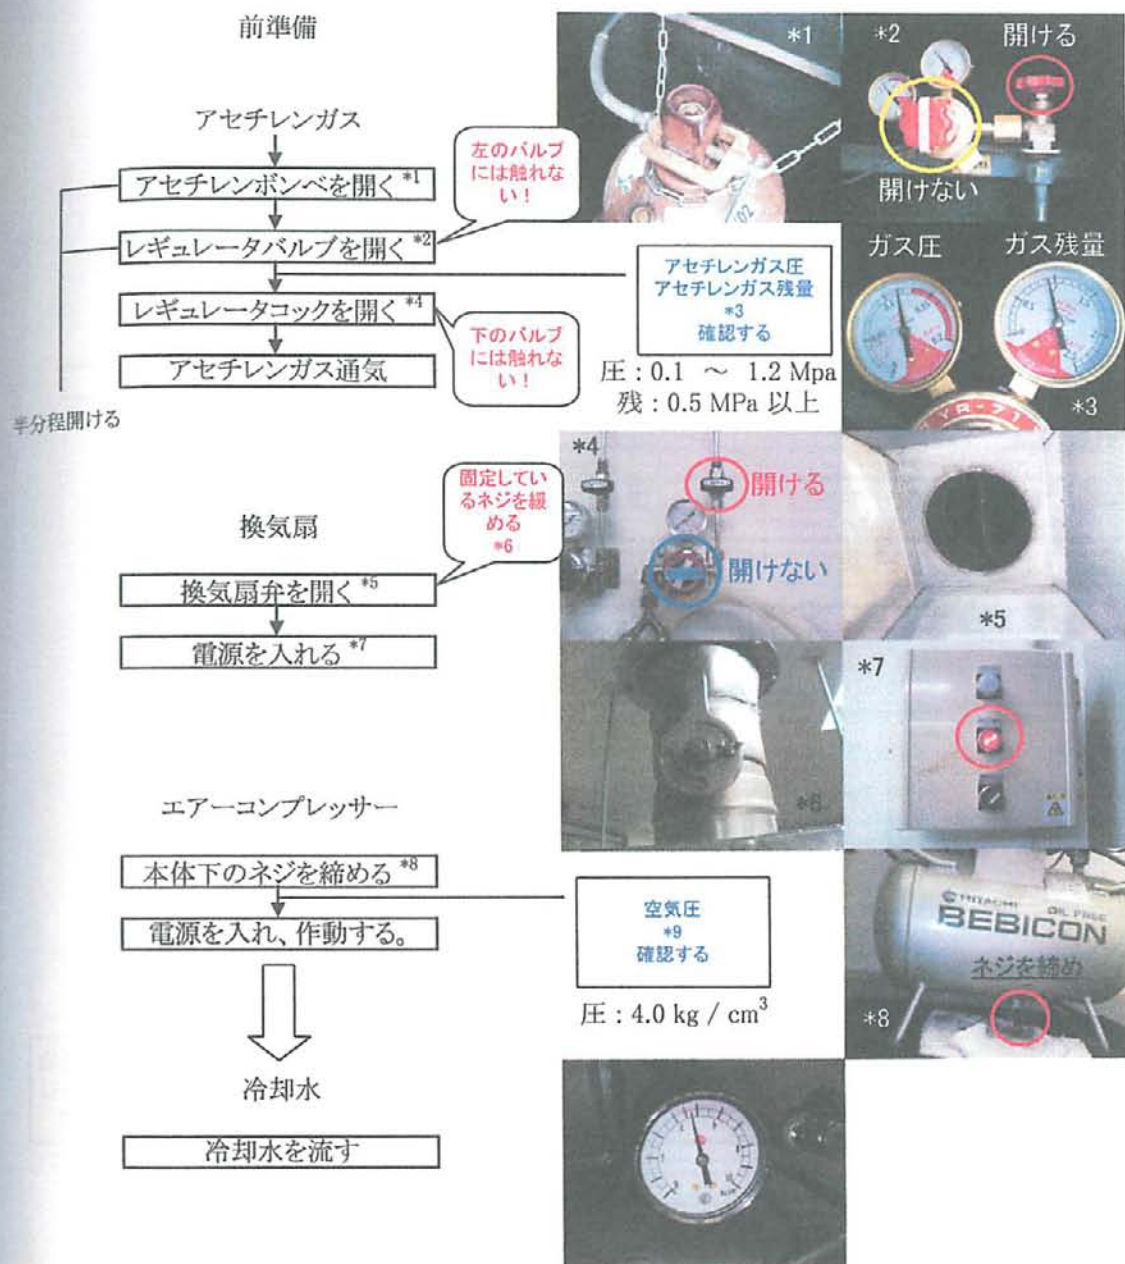 前準備
アセチレンガス
アセチレンボンベを開く*1
左のバルブ
には触れな
い!
レギュレータバルブを開く*2
アセチレンガス圧
アセチレンガス残量
*3
確認する
圧:0.1 ~ 1.2 Mpa
残:0.5 MPa 以上
レギュレータコックを開く*4
下のバルブ
には触れな
い!
アセチレンガス通気
半分程開ける
*1
*2
開ける
開けない
ガス圧
ガス残量
YR-71
*3
*4
開ける
開けない
*5
換気扇
固定してい
るネジを緩
める
*6
換気扇弁を開く*5
電源を入れる*7
*6
*7
エアーコンプレッサー
本体下のネジを締める*8
空気圧
*9
確認する
圧:4.0 kg / cm³
電源を入れ、作動する。
HITACHI
OIL FREE
BEBICON
ネジを締め
*8
冷却水
冷却水を流す